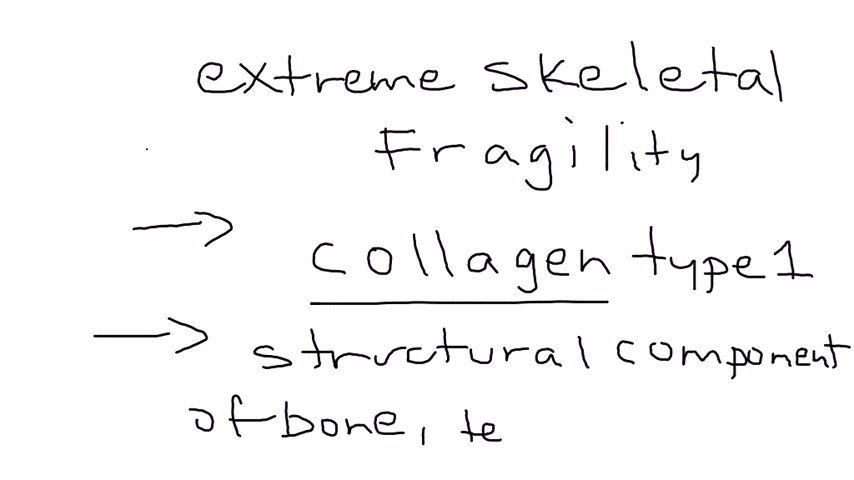 extreme skeletal
Fragility
→ collagen type 1
→ structural component
of bone, te